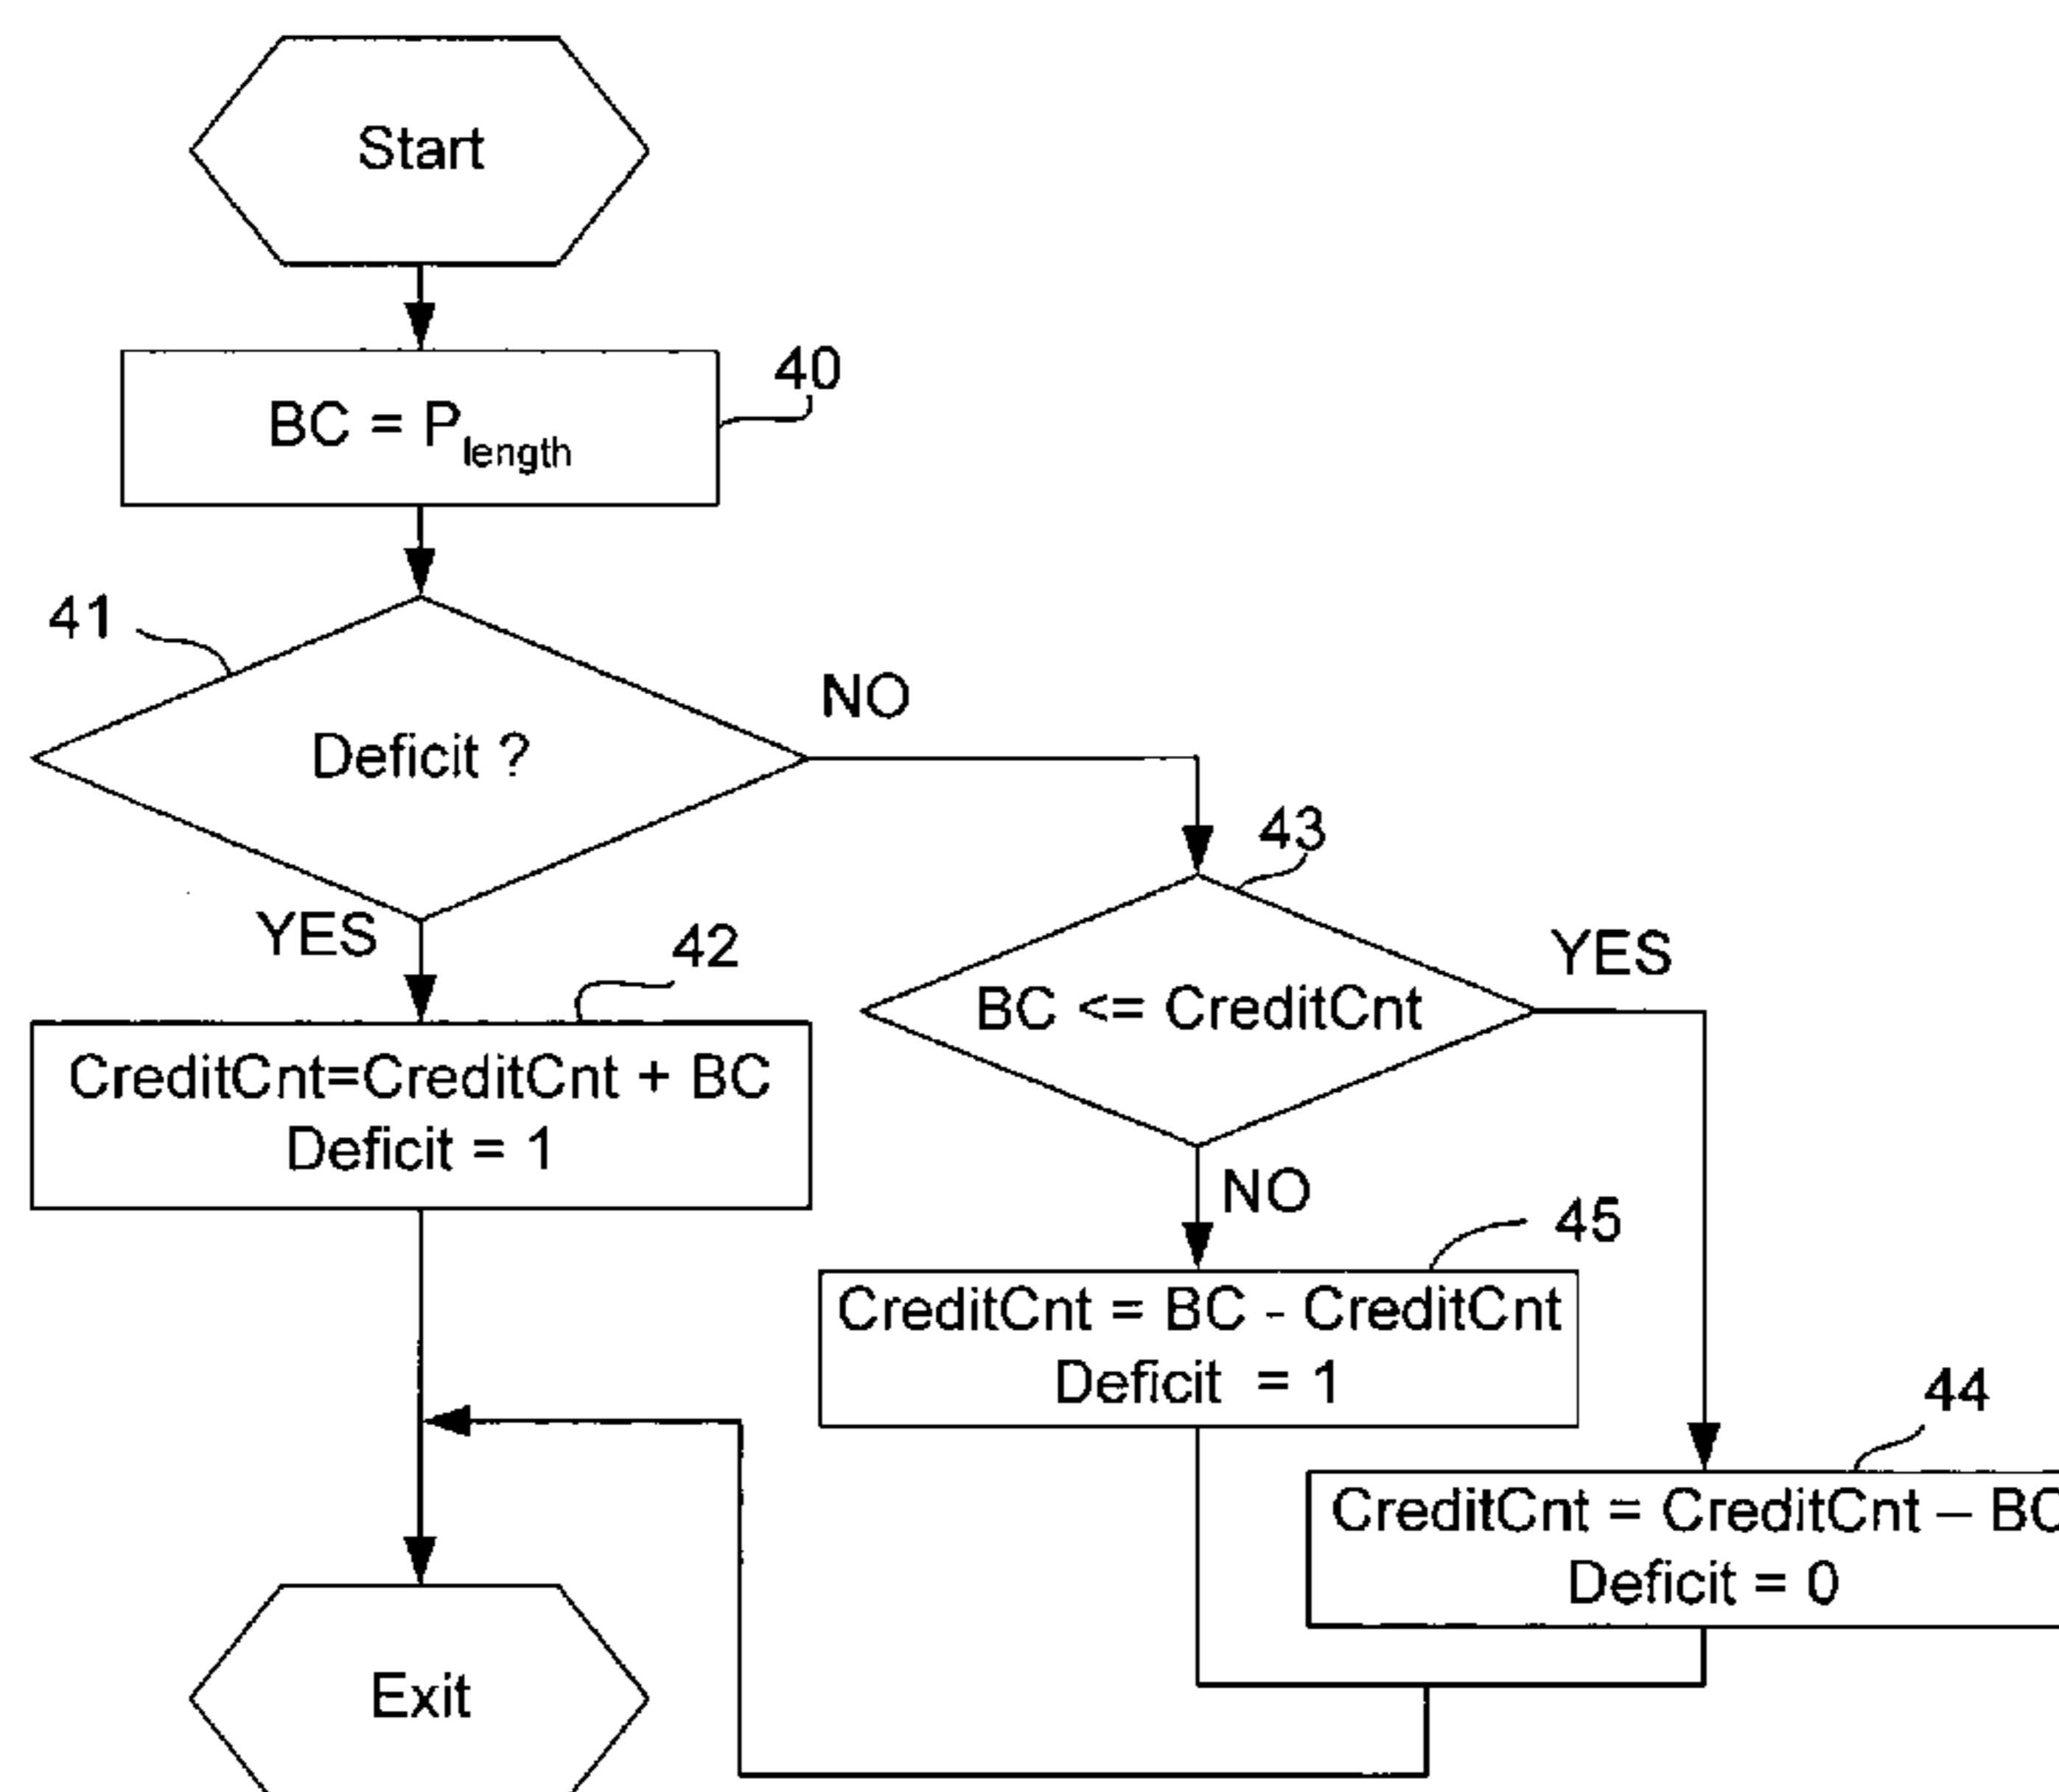 Start
40
BC = Plength
41
Deficit ?
NO
YES
43
42
BC <= CreditCnt
YES
CreditCnt=CreditCnt + BC
Deficit = 1
NO
45
CreditCnt = BC - CreditCnt
Deficit = 1
44
CreditCnt = CreditCnt – BC
Deficit = 0
Exit